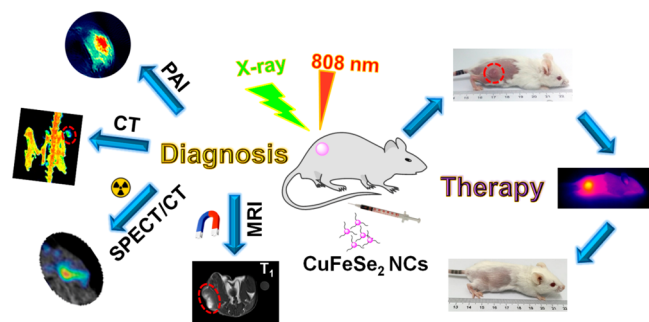 PAI
X-ray
808 nm
CT
Diagnosis
Therapy
SPECT/CT
MRI
T₁
CuFeSe₂ NCs